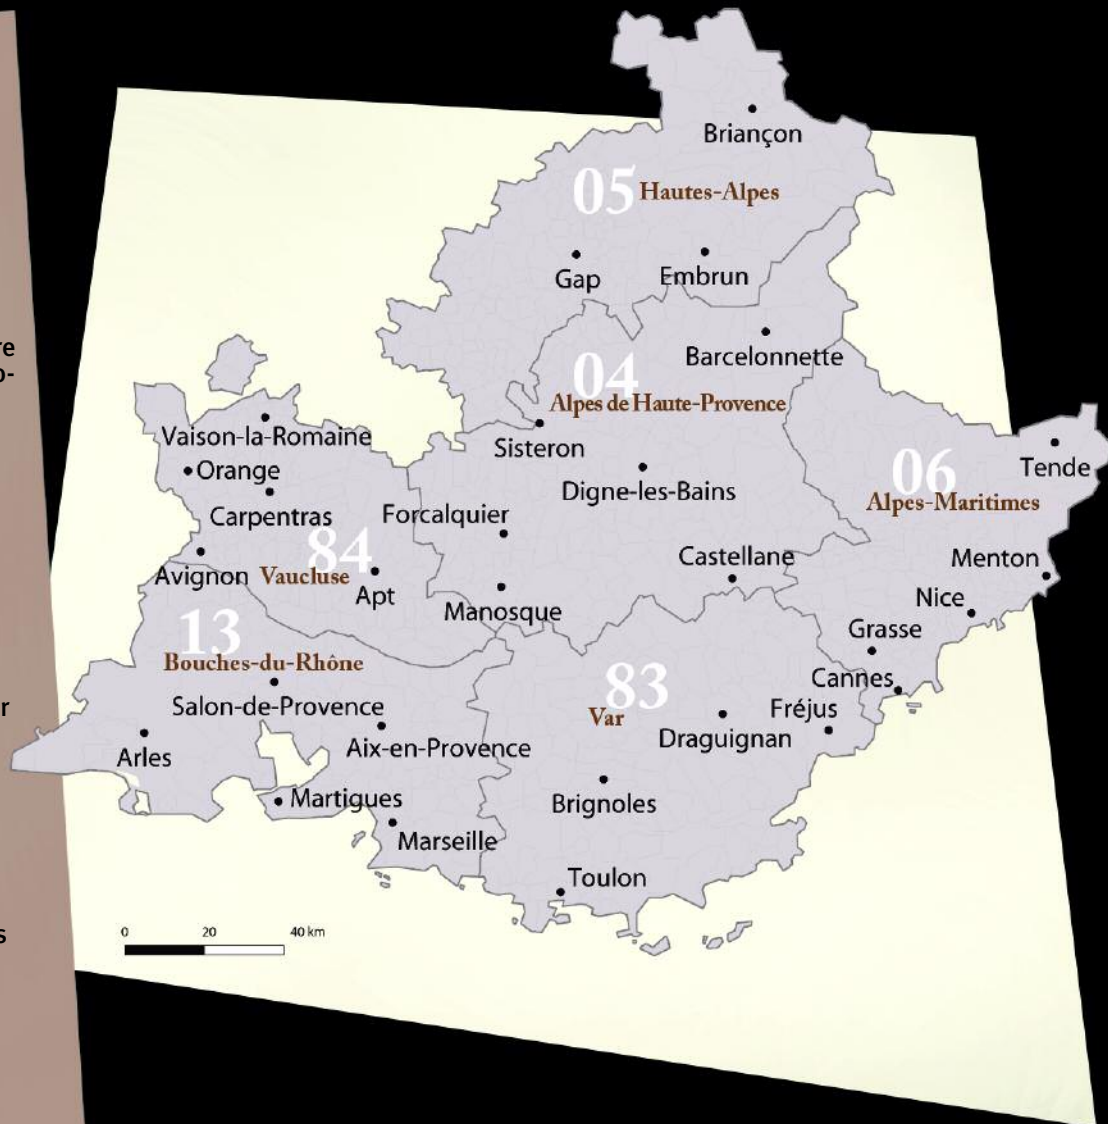 Briançon
05 Hautes-Alpes
Gap
Embrun
re
Barcelonnette
o-
04
Alpes de Haute-Provence
Vaison-la-Romaine
Sisteron
Orange
06
Tende
Digne-les-Bains
Alpes-Maritimes
Carpentras
Forcalquier
84
Castellane
Menton
Avignon
Vaucluse
Apt
Manosque
Nice
13
Grasse
Bouches-du-Rhône
83
Cannes
Salon-de-Provence
r
Var
Fréjus
Draguignan
Arles
Aix-en-Provence
Martigues
Brignoles
Marseille
Toulon
0 20 40 km
s